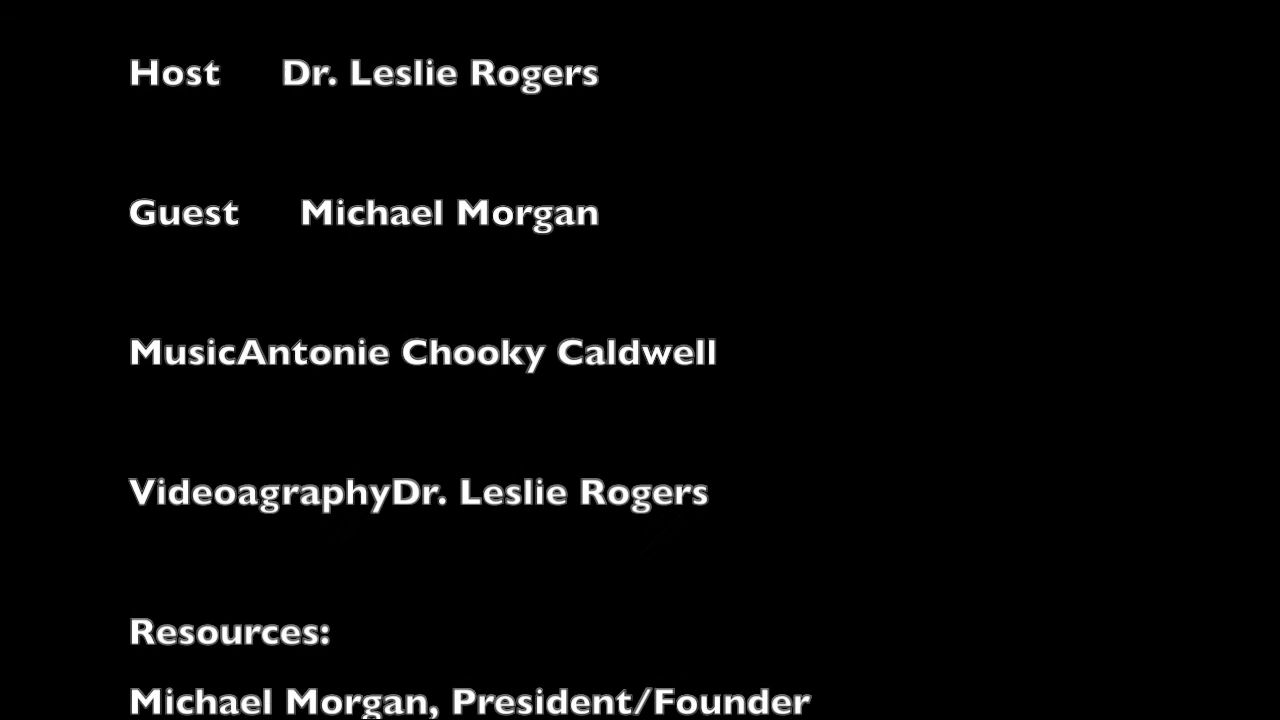 Host Dr. Leslie Rogers
Guest Michael Morgan
MusicAntonie Chooky Caldwell
VideoagraphyDr. Leslie Rogers
Resources:
Michael Morgan, President/Founder